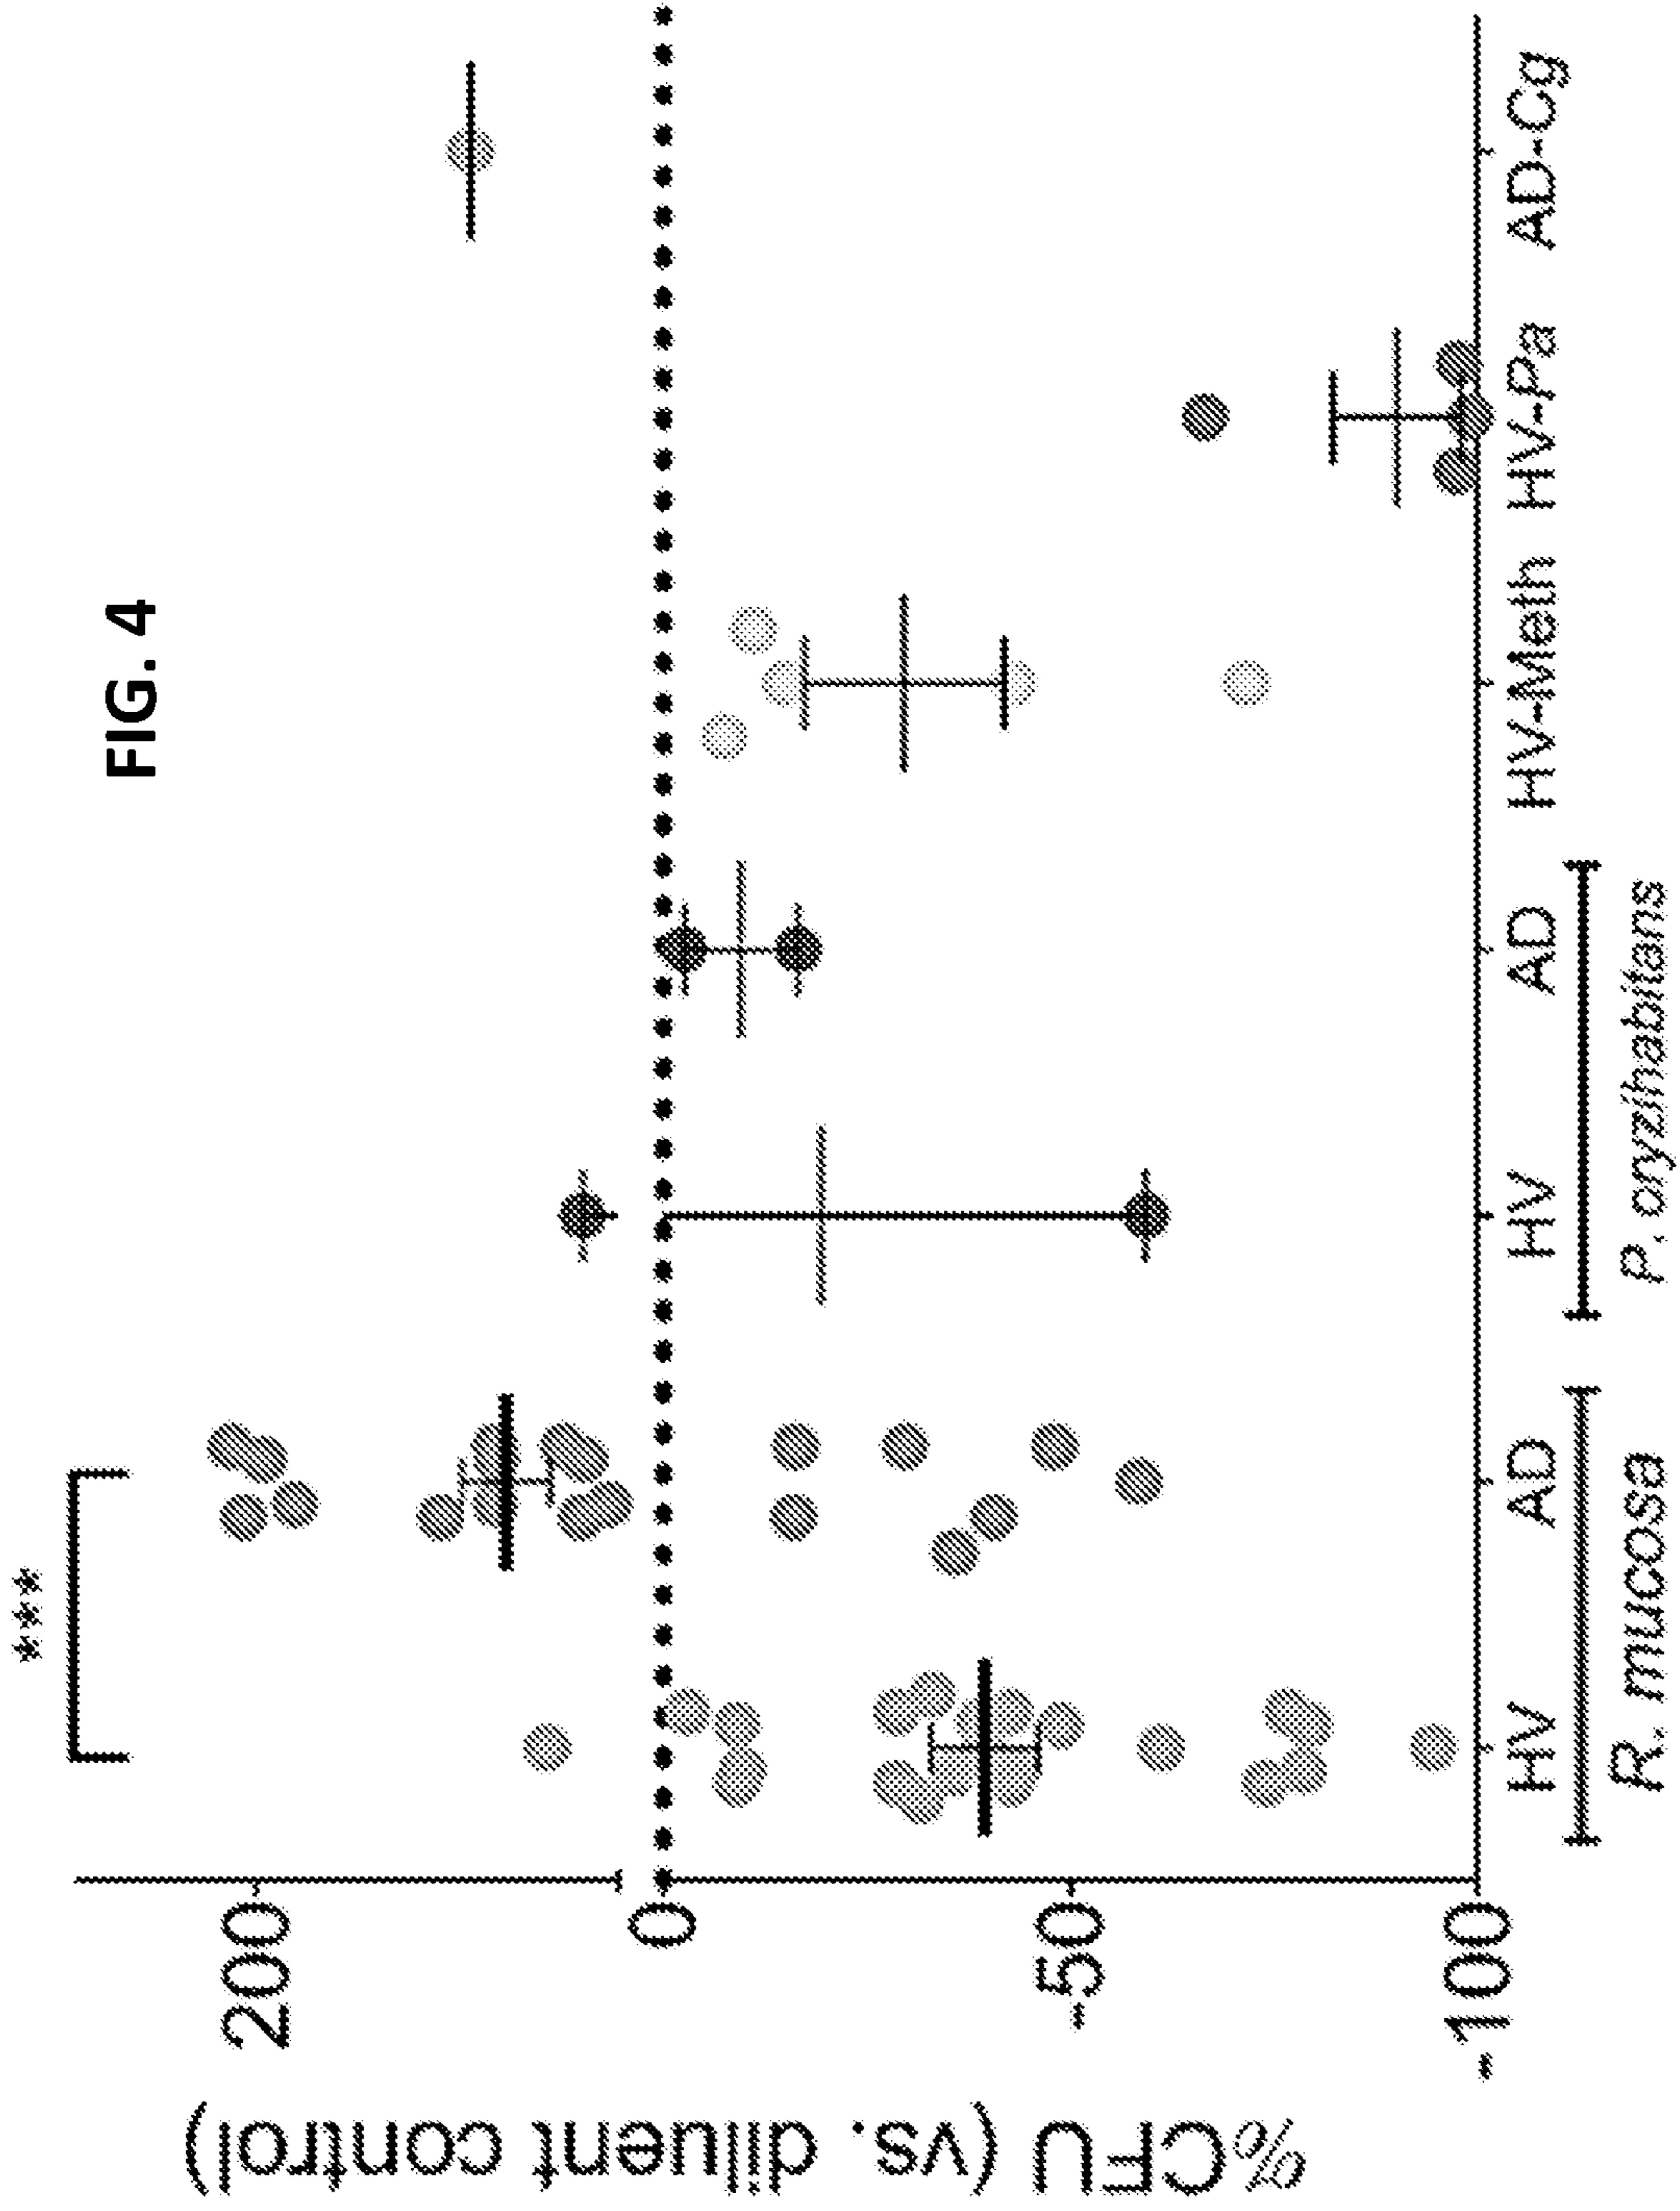 FIG. 4
***
%CFU (vs. diluent control)
200
0
-50
-100
HV AD HV AD HV-Meth HV-Pa AD-Cg
R. mucosa P. oryzihabitans